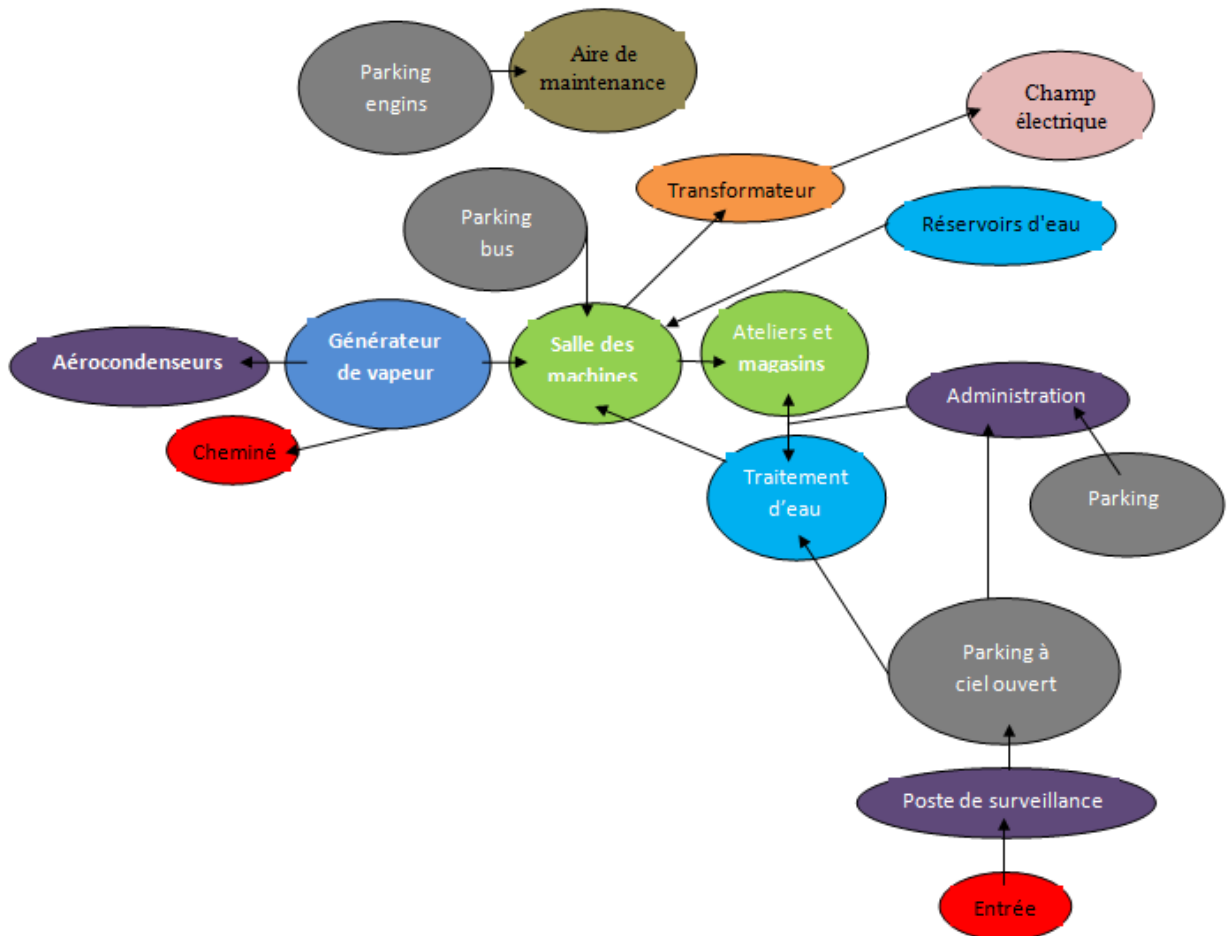 Parking
engins
Aire de
maintenance
Champ
électrique
Transformateur
Parking
bus
Réservoirs d'eau
Aérocondenseurs
Générateur
de vapeur
Salle des
machines
Ateliers et
magasins
Administration
Cheminé
Traitement
d’eau
Parking
Parking à
ciel ouvert
Poste de surveillance
Entrée